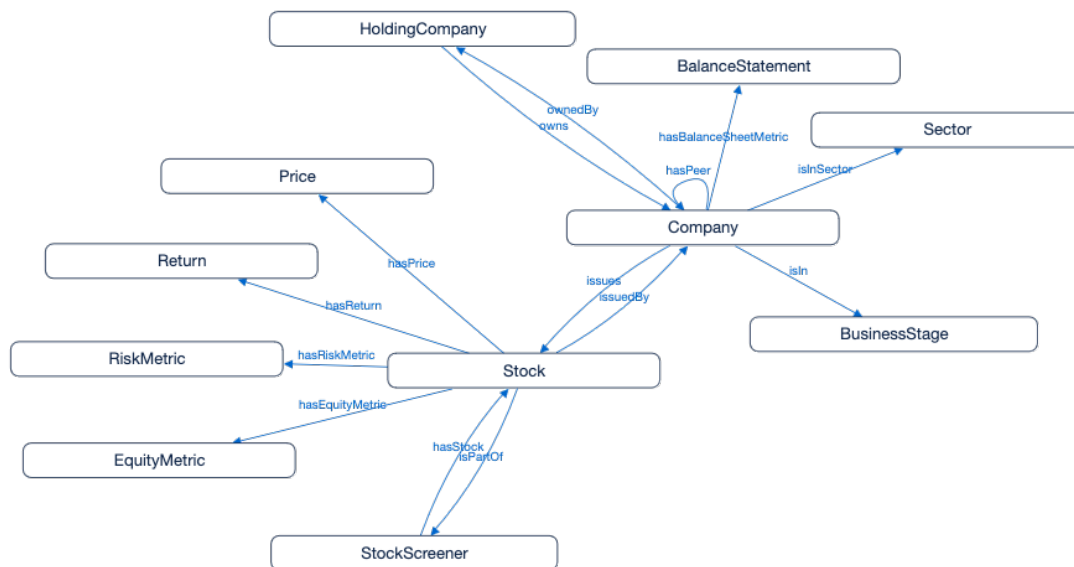 HoldingCompany
BalanceStatement
ownedBy
owns
Sector
hasBalanceSheetMetric
hasPeer
isInSector
Price
Company
Return
hasPrice
isIn
issues
issuedBy
hasReturn
BusinessStage
RiskMetric
hasRiskMetric
Stock
hasEquityMetric
EquityMetric
hasStock
isPartOf
StockScreener